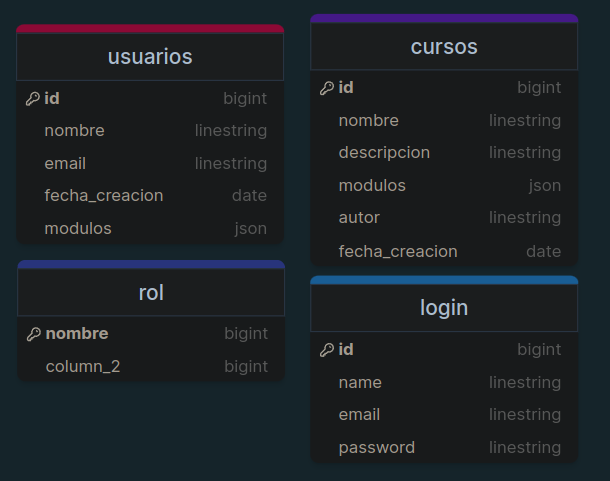 usuarios
id bigint
nombre linestring
email linestring
fecha_creacion date
modulos json
cursos
id bigint
nombre linestring
descripcion linestring
modulos json
autor linestring
fecha_creacion date
rol
nombre bigint
column_2 bigint
login
id bigint
name linestring
email linestring
password linestring